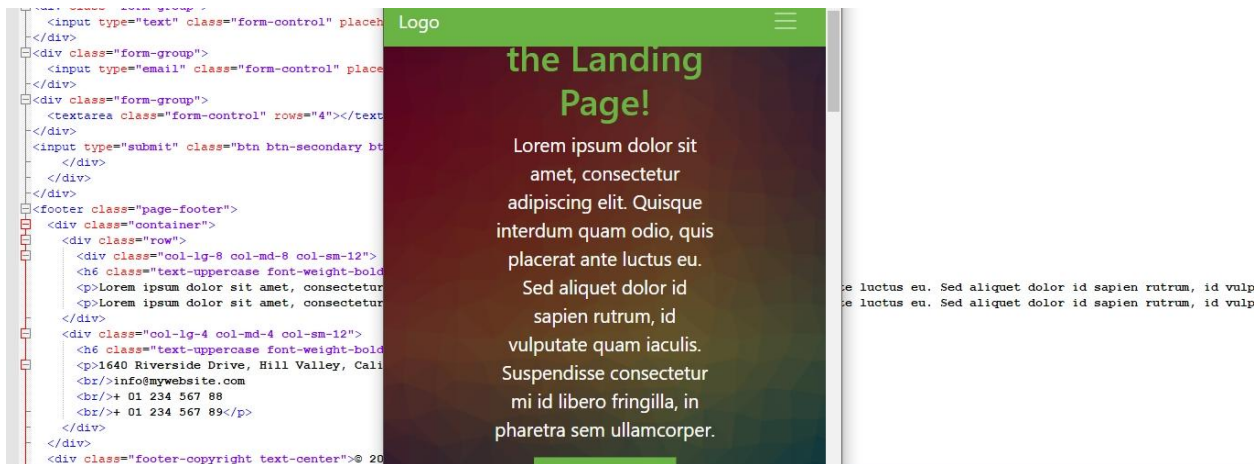 <div class="form-group">
<input type="text" class="form-control" placeh
</div>
<div class="form-group">
<input type="email" class="form-control" place
</div>
<div class="form-group">
<textarea class="form-control" rows="4"></text
</div>
<input type="submit" class="btn btn-secondary bt
</div>
</div>
</div>
<footer class="page-footer">
<div class="container">
<div class="row">
<div class="col-lg-8 col-md-8 col-sm-12">
<h6 class="text-uppercase font-weight-bold
<p>Lorem ipsum dolor sit amet, consectetur
<p>Lorem ipsum dolor sit amet, consectetur
</div>
<div class="col-lg-4 col-md-4 col-sm-12">
<h6 class="text-uppercase font-weight-bold
<p>1640 Riverside Drive, Hill Valley, Cali
<br/>info@mywebsite.com
<br/>+ 01 234 567 88
<br/>+ 01 234 567 89</p>
</div>
</div>
<div class="footer-copyright text-center">© 20
Logo
the Landing
Page!
Lorem ipsum dolor sit
amet, consectetur
adipiscing elit. Quisque
interdum quam odio, quis
placerat ante luctus eu.
Sed aliquet dolor id
sapien rutrum, id
vulputate quam iaculis.
Suspendisse consectetur
mi id libero fringilla, in
pharetra sem ullamcorper.
e luctus eu. Sed aliquet dolor id sapien rutrum, id vulp
e luctus eu. Sed aliquet dolor id sapien rutrum, id vulp